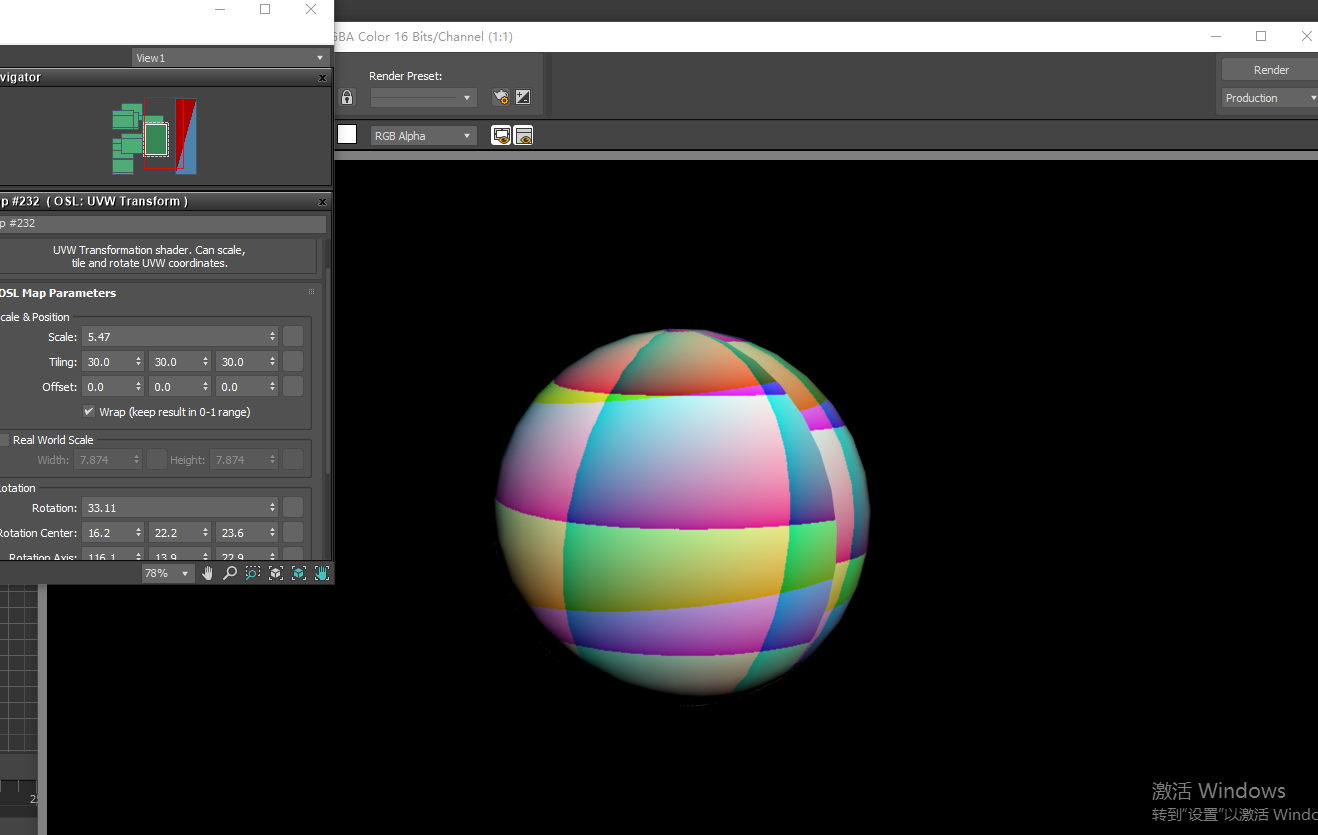 GBA Color 16 Bits/Channel (1:1)
View1
vigator
Render Preset:
Render
Production
RGB Alpha
p #232 ( OSL: UVW Transform )
p #232
UVW Transformation shader. Can scale,
tile and rotate UVW coordinates.
OSL Map Parameters
cale & Position
Scale: 5.47
Tiling: 30.0 30.0 30.0
Offset: 0.0 0.0 0.0
Wrap (keep result in 0-1 range)
Real World Scale
Width: 7.874 Height: 7.874
otation
Rotation: 33.11
Rotation Center: 16.2 22.2 23.6
Rotation Axis: 116.1 13.9 22.9
78%
激活 Windows
转到"设置"以激活 Windo